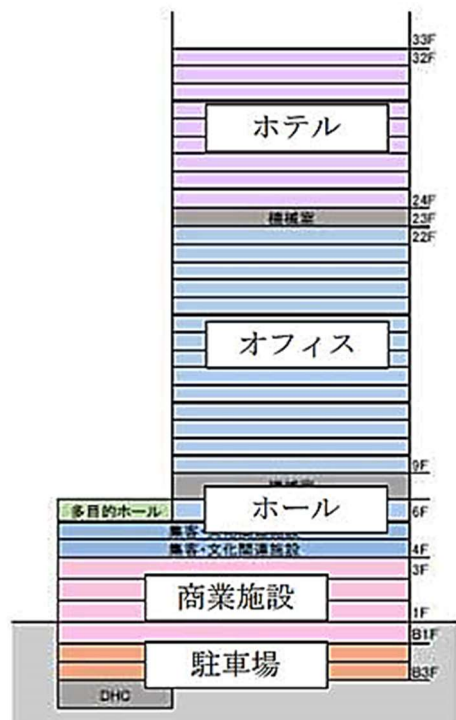 33F
32F
ホテル
24F
機械室
23F
22F
オフィス
9F
多目的ホール
ホール
6F
集客・文化関連施設
4F
3F
商業施設
1F
B1F
駐車場
B3F
DHC